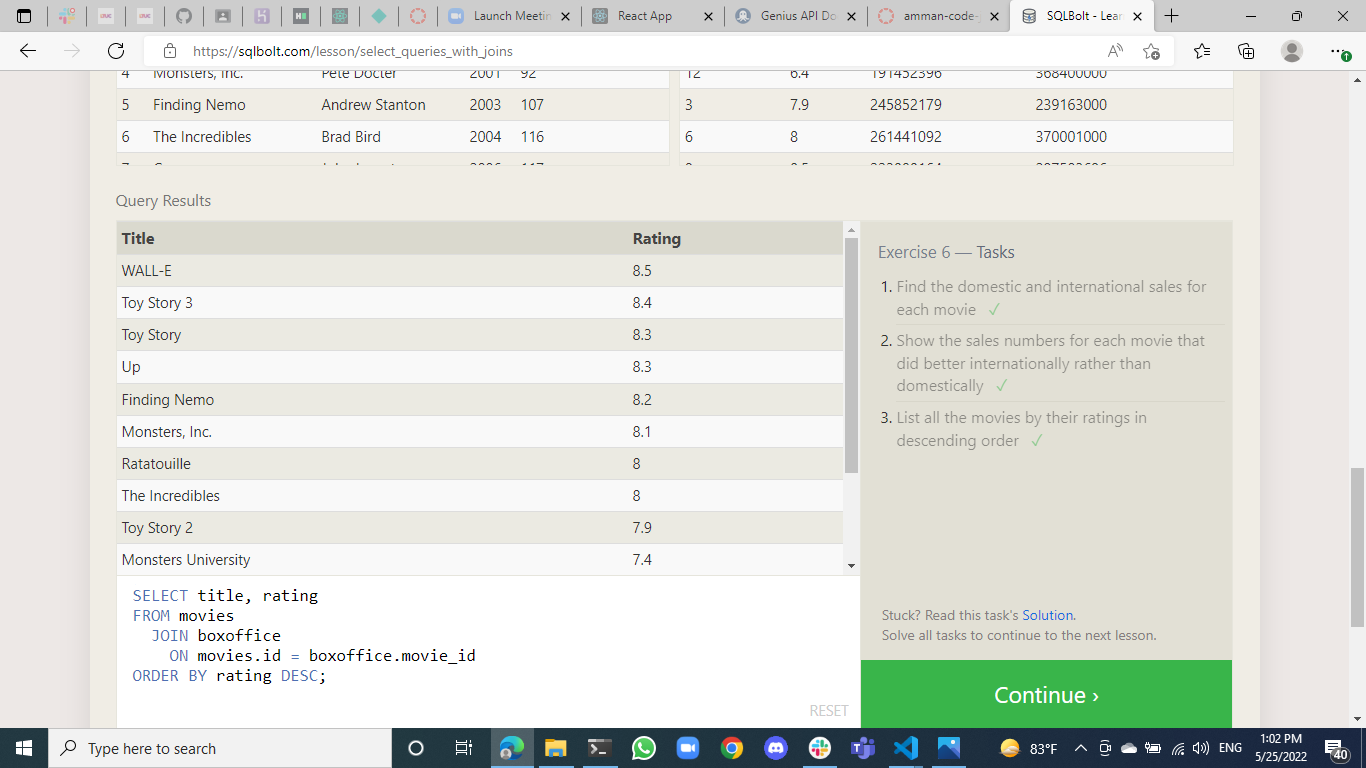 Launch Meetin
React App
Genius API Do
amman-code-
SQLBolt - Lear
https://sqlbolt.com/lesson/select_queries_with_joins
4 Monsters, Inc. Pete Docter 2001 92 12 6.4 191452396 368400000
5 Finding Nemo Andrew Stanton 2003 107 3 7.9 245852179 239163000
6 The Incredibles Brad Bird 2004 116 6 8 261441092 370001000
Query Results
Title Rating
WALL-E 8.5
Toy Story 3 8.4
Toy Story 8.3
Up 8.3
Finding Nemo 8.2
Monsters, Inc. 8.1
Ratatouille 8
The Incredibles 8
Toy Story 2 7.9
Monsters University 7.4
Exercise 6 — Tasks
1. Find the domestic and international sales for
each movie ✓
2. Show the sales numbers for each movie that
did better internationally rather than
domestically ✓
3. List all the movies by their ratings in
descending order ✓
Stuck? Read this task's Solution.
Solve all tasks to continue to the next lesson.
Continue ›
SELECT title, rating
FROM movies
JOIN boxoffice
ON movies.id = boxoffice.movie_id
ORDER BY rating DESC;
RESET
Type here to search
83°F
ENG
1:02 PM
5/25/2022
40